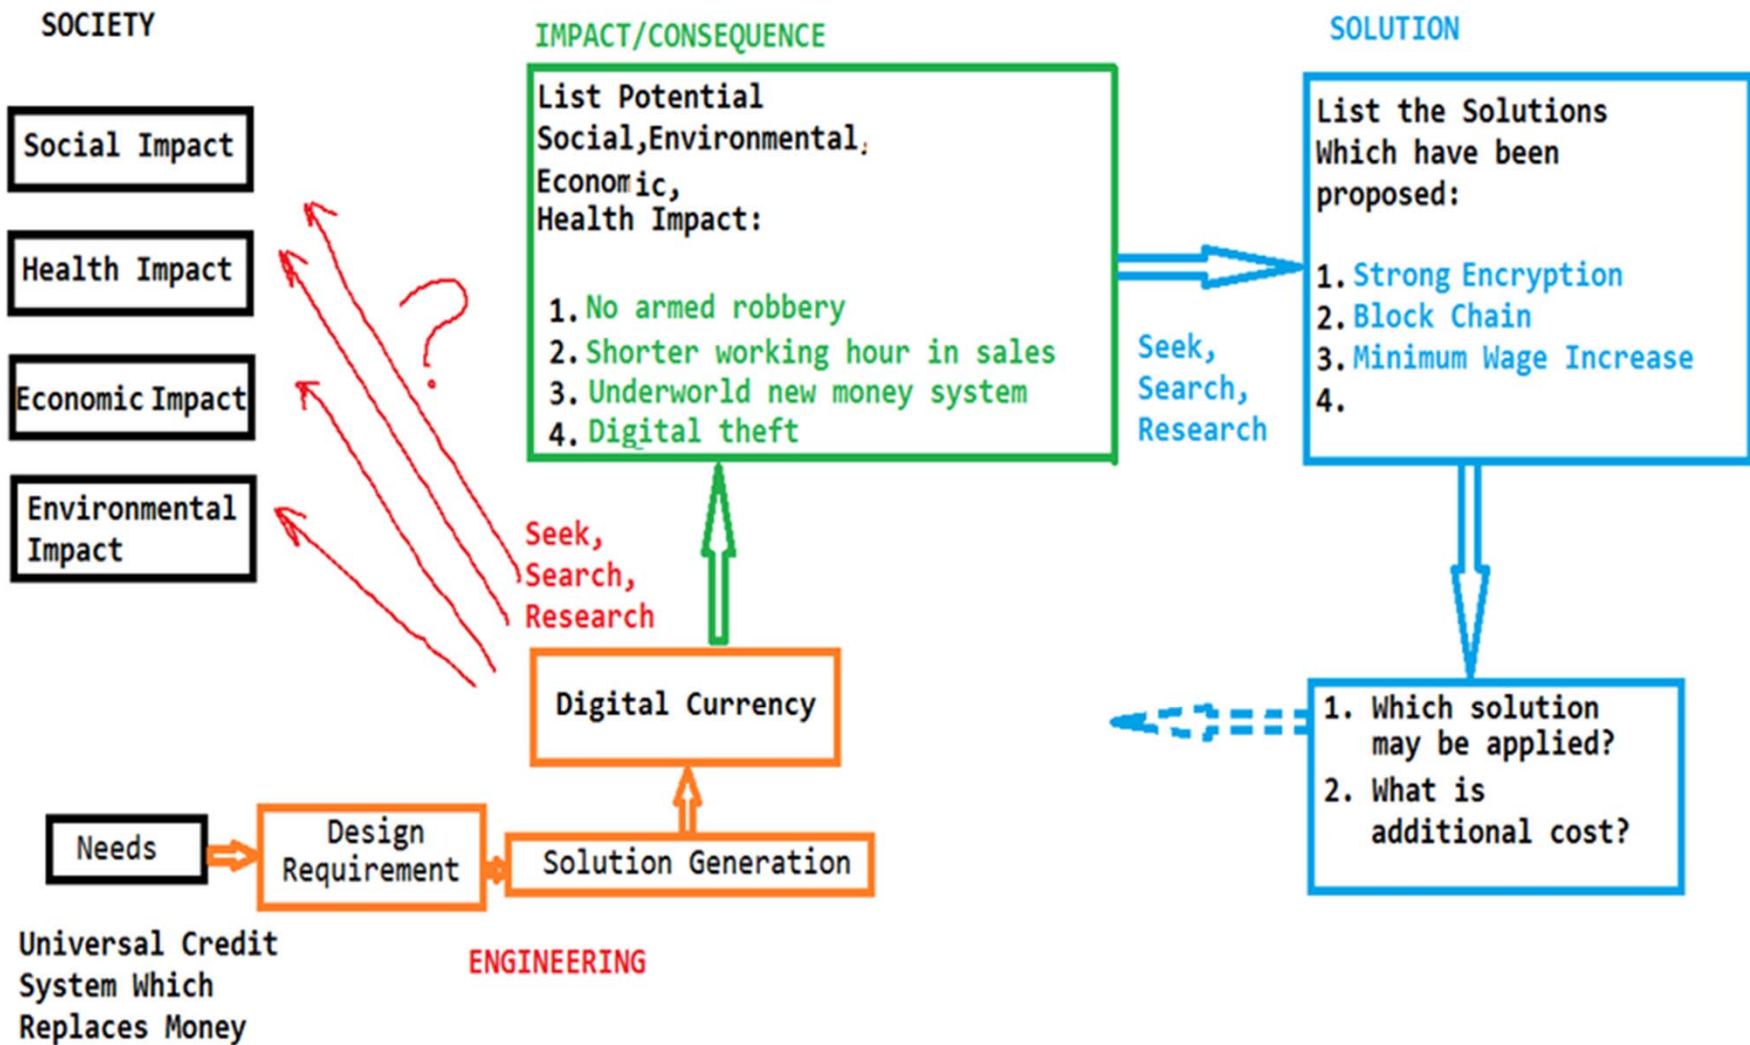 SOCIETY
Social Impact
Health Impact
Economic Impact
Environmental
Impact
IMPACT/CONSEQUENCE
List Potential
Social,Environmental,
Economic,
Health Impact:
1. No armed robbery
2. Shorter working hour in sales
3. Underworld new money system
4. Digital theft
SOLUTION
List the Solutions
Which have been
proposed:
1. Strong Encryption
2. Block Chain
3. Minimum Wage Increase
4.
Seek,
Search,
Research
?
Seek,
Search,
Research
Digital Currency
1. Which solution
may be applied?
2. What is
additional cost?
Needs
Design
Requirement
Solution Generation
Universal Credit
System Which
Replaces Money
ENGINEERING